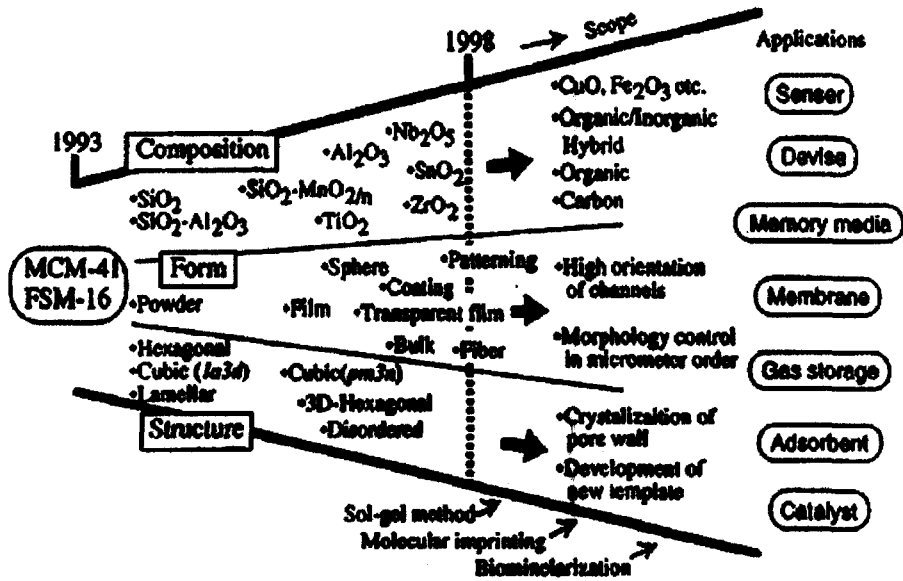 1998
Scope
Applications
1993
Composition
•SiO2
•SiO2-Al2O3
•SiO2-MnO2/n
•Al2O3
•TiO2
•Nb2O5
•SnO2
•ZrO2
•CuO, Fe2O3 etc.
•Organic/Inorganic
Hybrid
•Organic
•Carbon
MCM-41
FSM-16
Form
•Powder
•Film
•Sphere
•Coating
•Transparent film
•Bulk
•Patterning
•Fiber
•High orientation
of channels
•Morphology control
in micrometer order
•Hexagonal
•Cubic (Ia3d)
•Lamellar
Structure
•Cubic(pm3n)
•3D-Hexagonal
•Disordered
•Crystalizaition of
pore wall
•Development of
new template
Sol-gel method
Molecular imprinting
Biominelarization
Senser
Devise
Memory media
Membrane
Gas storage
Adsorbent
Catalyst